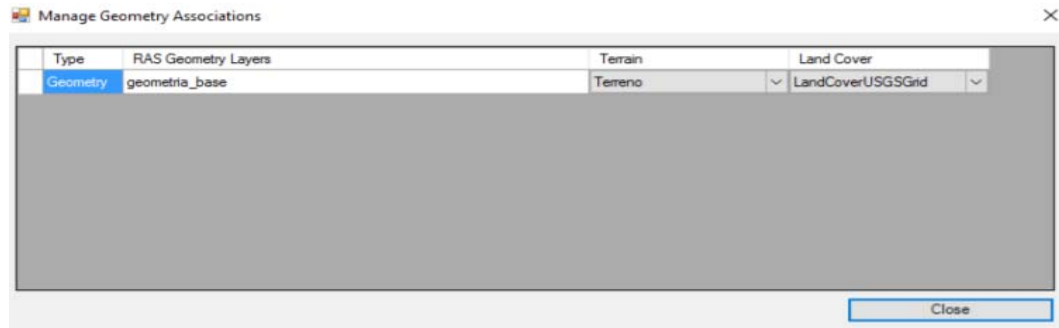 Manage Geometry Associations
Type RAS Geometry Layers Terrain Land Cover
Geometry geometria_base Terreno LandCoverUSGSGrid
Close